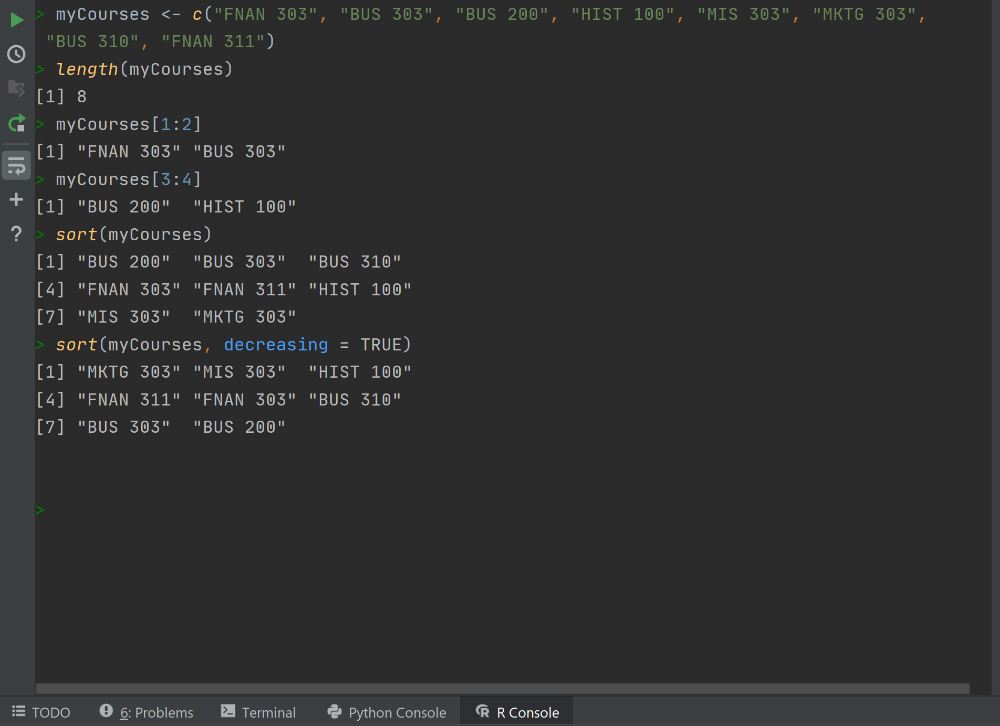 > myCourses <- c("FNAN 303", "BUS 303", "BUS 200", "HIST 100", "MIS 303", "MKTG 303",
"BUS 310", "FNAN 311")
> length(myCourses)
[1] 8
> myCourses[1:2]
[1] "FNAN 303" "BUS 303"
> myCourses[3:4]
[1] "BUS 200"  "HIST 100"
> sort(myCourses)
[1] "BUS 200"  "BUS 303"  "BUS 310"
[4] "FNAN 303" "FNAN 311" "HIST 100"
[7] "MIS 303"  "MKTG 303"
> sort(myCourses, decreasing = TRUE)
[1] "MKTG 303" "MIS 303"  "HIST 100"
[4] "FNAN 311" "FNAN 303" "BUS 310"
[7] "BUS 303"  "BUS 200"
>
TODO 6: Problems Terminal Python Console R Console